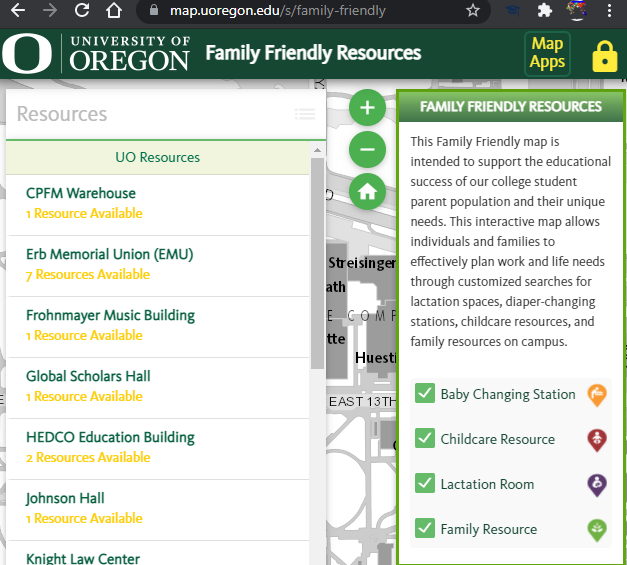 map.uoregon.edu/s/family-friendly
UNIVERSITY OF
OREGON
Family Friendly Resources
Map
Apps
Resources
UO Resources
CPFM Warehouse
1 Resource Available
Erb Memorial Union (EMU)
7 Resources Available
Frohnmayer Music Building
1 Resource Available
Global Scholars Hall
1 Resource Available
HEDCO Education Building
2 Resources Available
Johnson Hall
1 Resource Available
Knight Law Center
+
−
Streisinger
ath
E COMP
tte
Huesti
EAST 13TH
FAMILY FRIENDLY RESOURCES
This Family Friendly map is
intended to support the educational
success of our college student
parent population and their unique
needs. This interactive map allows
individuals and families to
effectively plan work and life needs
through customized searches for
lactation spaces, diaper-changing
stations, childcare resources, and
family resources on campus.
Baby Changing Station
Childcare Resource
Lactation Room
Family Resource